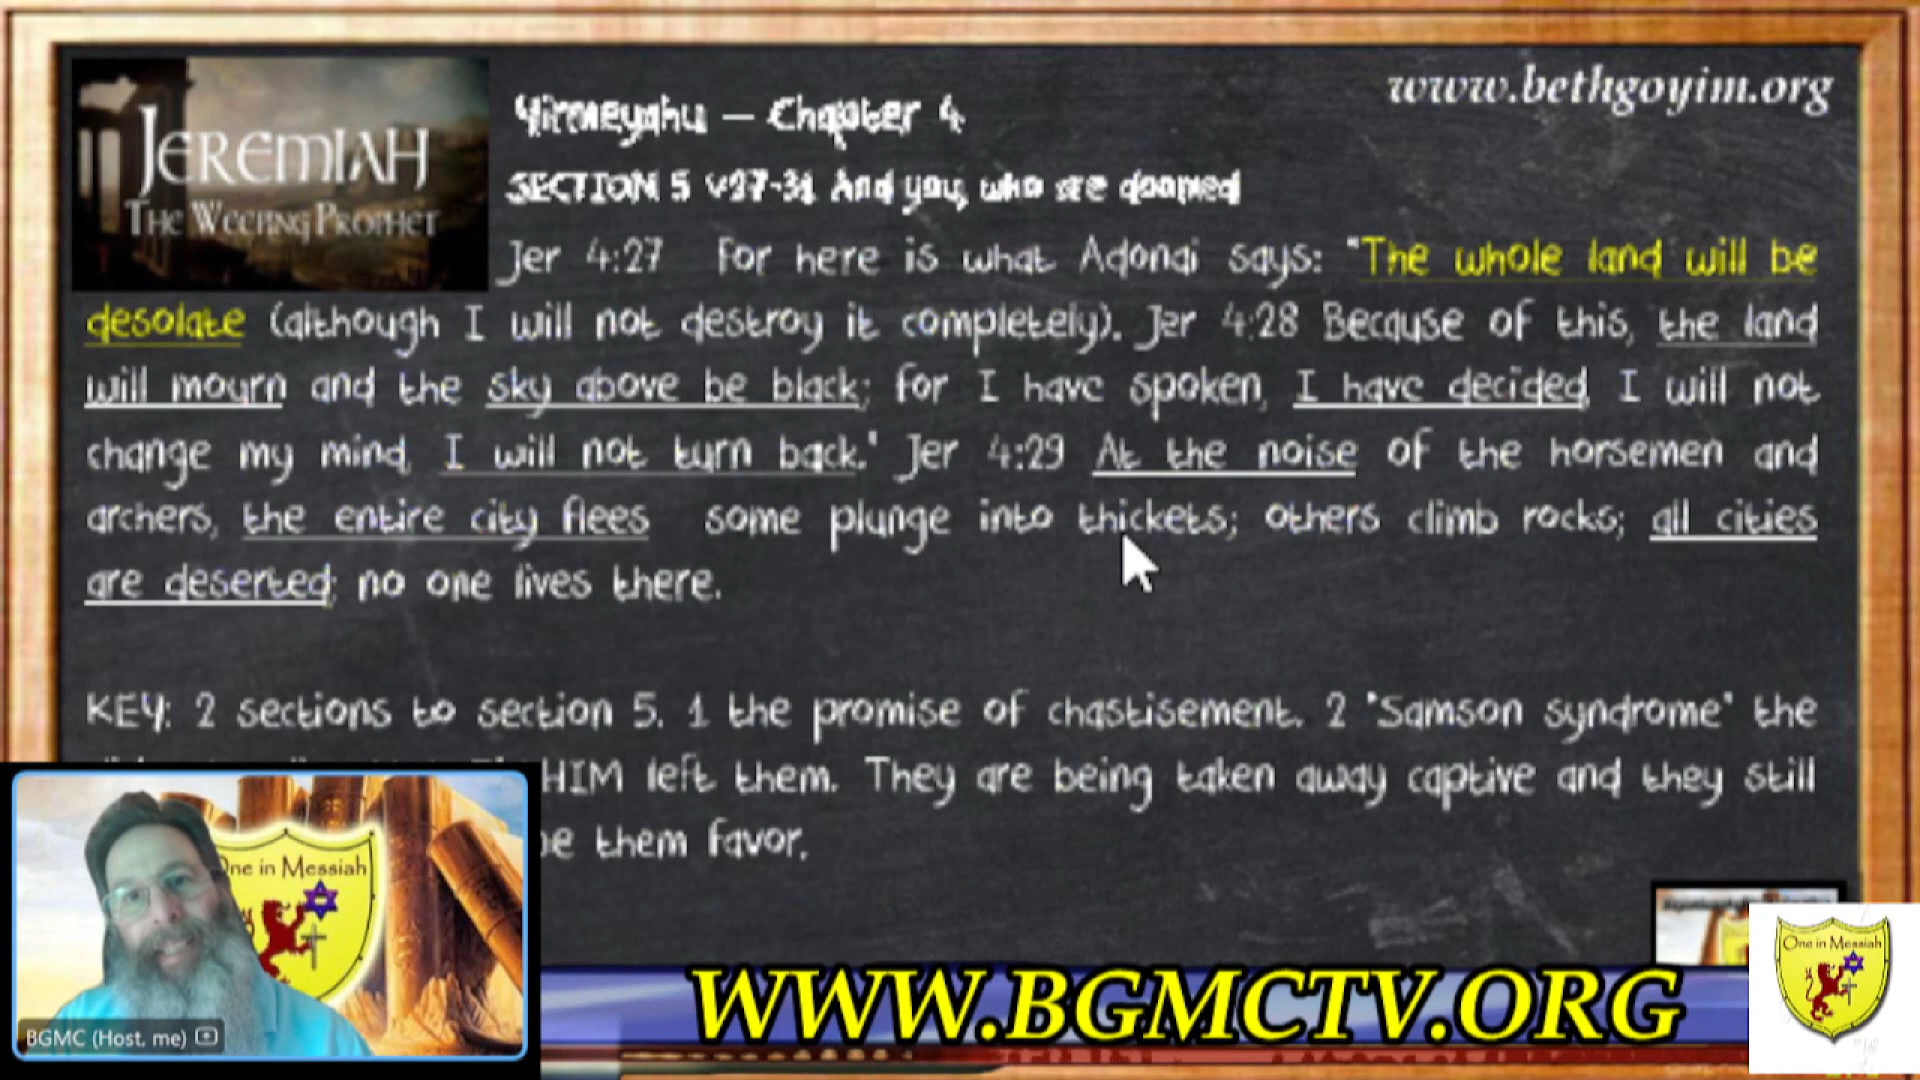 JEREMIAH
THE WEEPING PROPHET
www.bethgoyim.org
Yirmeyahu – Chapter 4
SECTION 5 v27-31 And you, who are doomed
Jer 4:27 For here is what Adonai says: "The whole land will be
desolate (although I will not destroy it completely). Jer 4:28 Because of this, the land
will mourn and the sky above be black; for I have spoken, I have decided, I will not
change my mind, I will not turn back." Jer 4:29 At the noise of the horsemen and
archers, the entire city flees some plunge into thickets; others climb rocks; all cities
are deserted; no one lives there.
KEY: 2 sections to section 5. 1 the promise of chastisement. 2 "Samson syndrome" the
HIM left them. They are being taken away captive and they still
them favor.
One in Messiah
BGMC (Host, me)
WWW.BGMCTV.ORG
One in Messiah